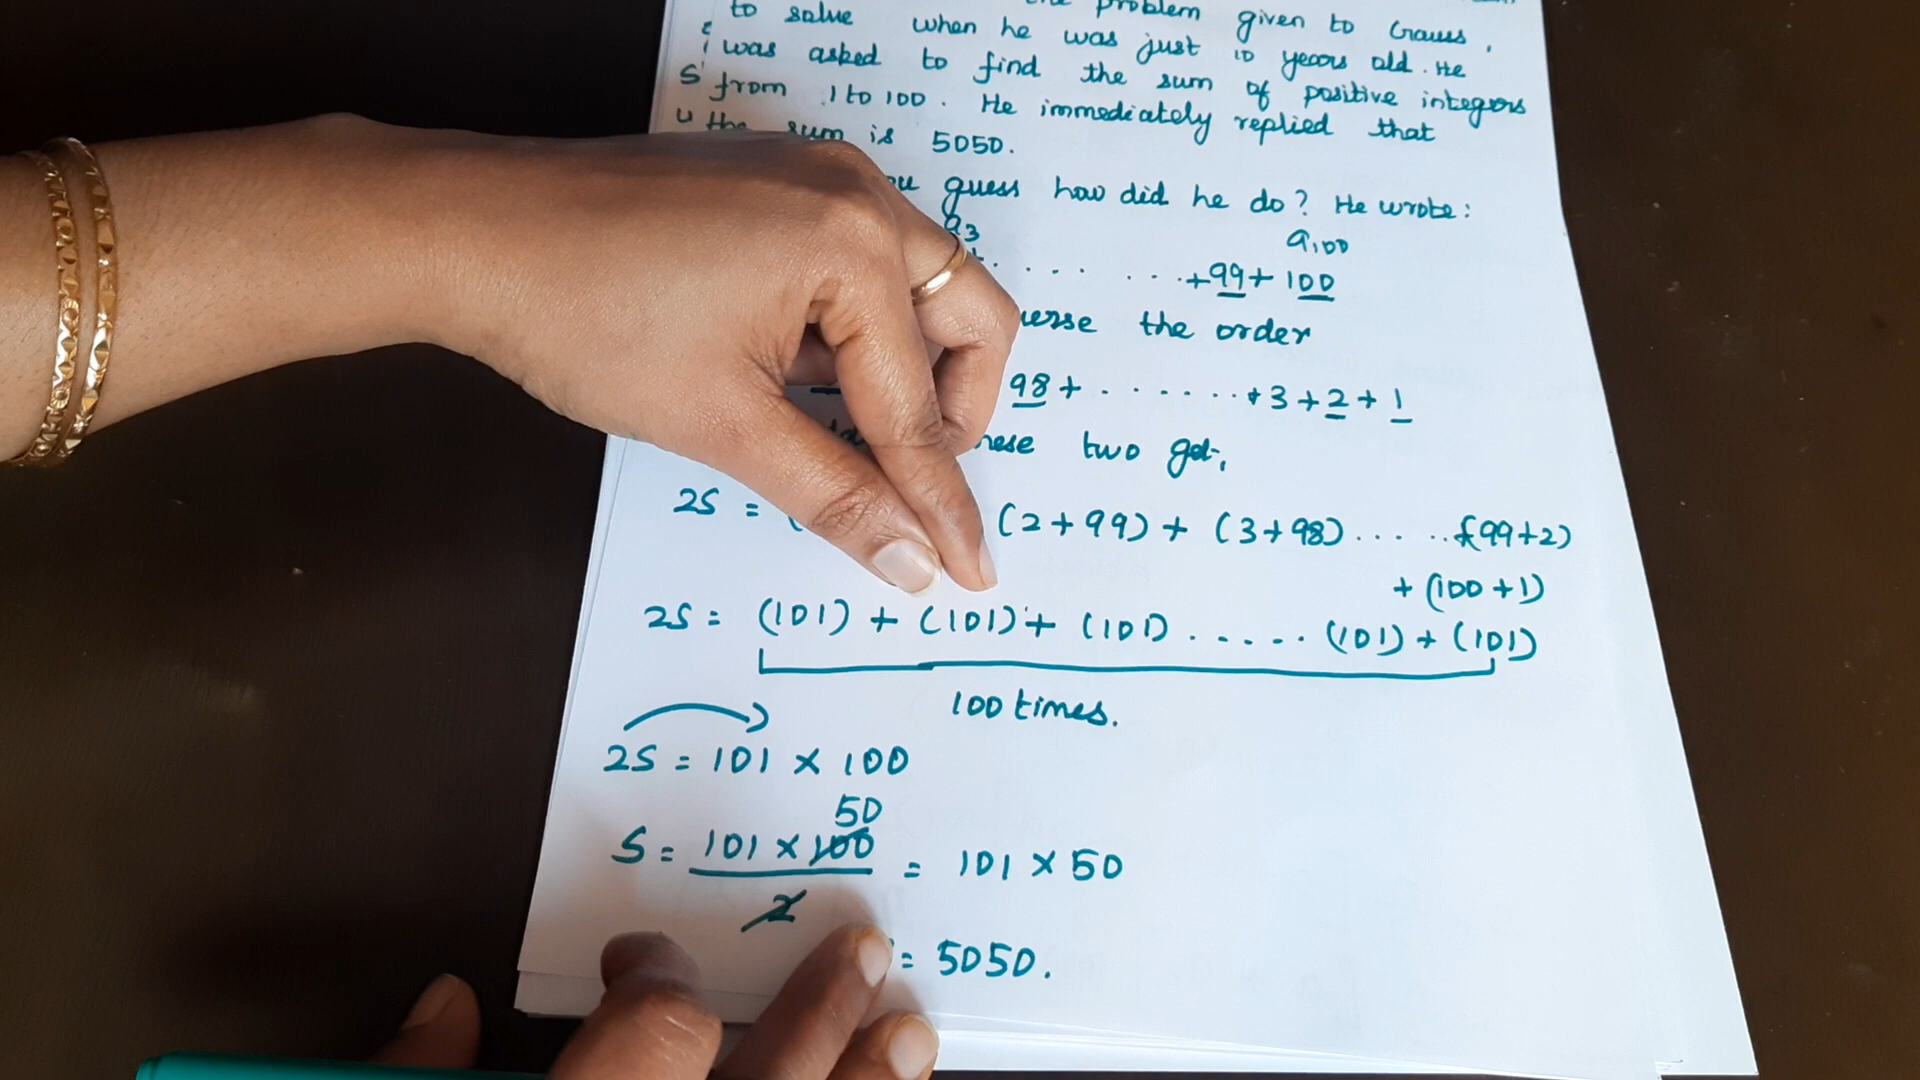 the problem given to Gauss,
to solve when he was just 10 years old. He
was asked to find the sum of positive integers
from 1 to 100. He immediately replied that
the sum is 5050.
guess how did he do? He wrote:
a3 a100
+ . . . . . . . +99+ 100
the order
98+ . . . . . . +3+2+1
two get,
2S = (2+99) + (3+98) . . . . . +(99+2)
+ (100+1)
2S = (101) + (101) + (101) . . . . . (101) + (101)
100 times.
2S = 101 × 100
50
S = 101 × 100 = 101 × 50
2
= 5050.